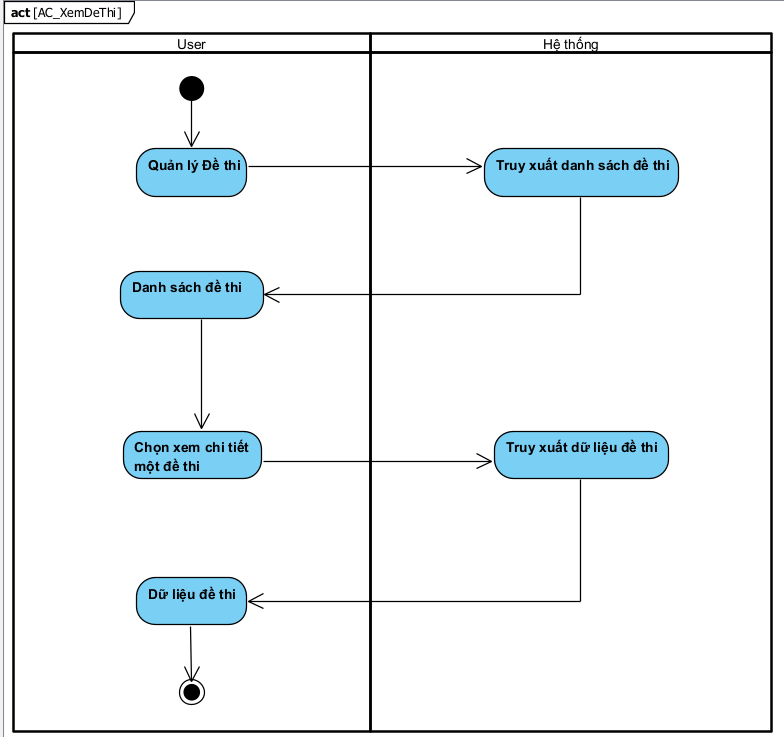 act [AC_XemDeThi]
User
Hệ thống
Quản lý Đề thi
Truy xuất danh sách đề thi
Danh sách đề thi
Chọn xem chi tiết
một đề thi
Truy xuất dữ liệu đề thi
Dữ liệu đề thi